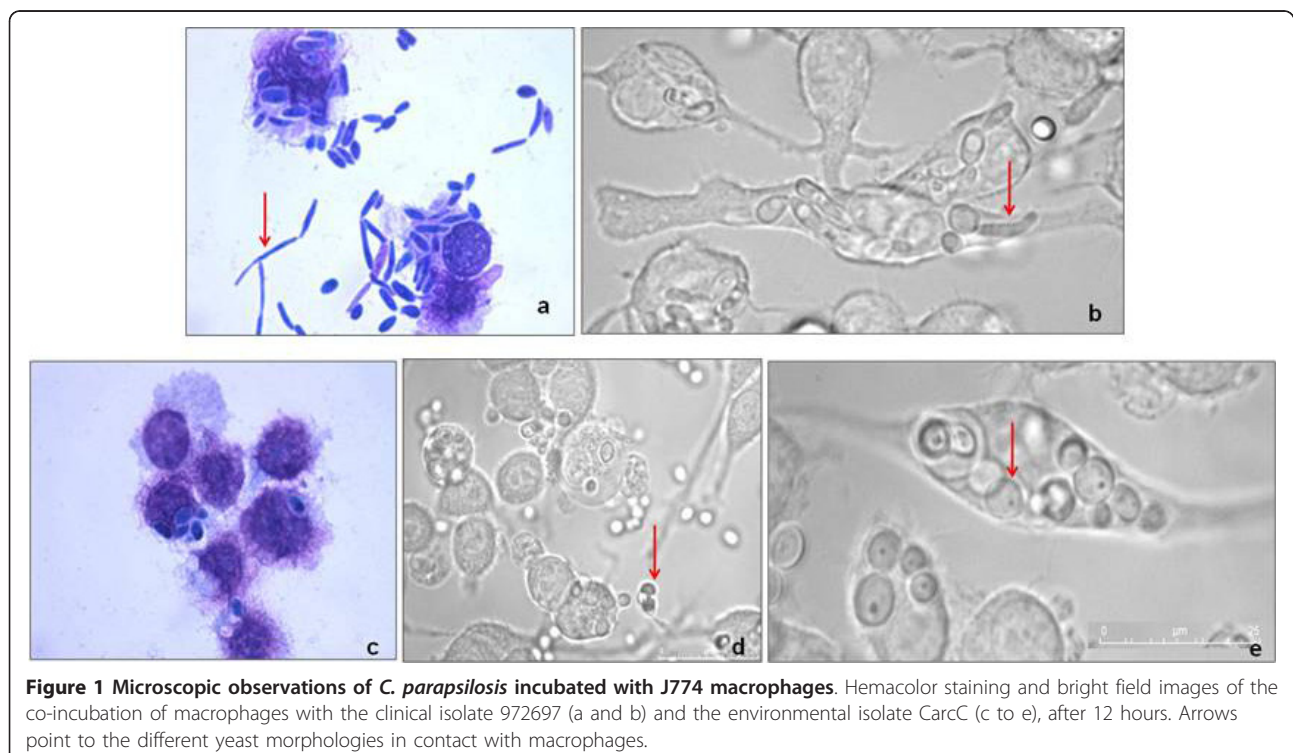 a
b
c
d
0 µm 25
e
Figure 1 Microscopic observations of C. parapsilosis incubated with J774 macrophages. Hemacolor staining and bright field images of the
co-incubation of macrophages with the clinical isolate 972697 (a and b) and the environmental isolate CarcC (c to e), after 12 hours. Arrows
point to the different yeast morphologies in contact with macrophages.